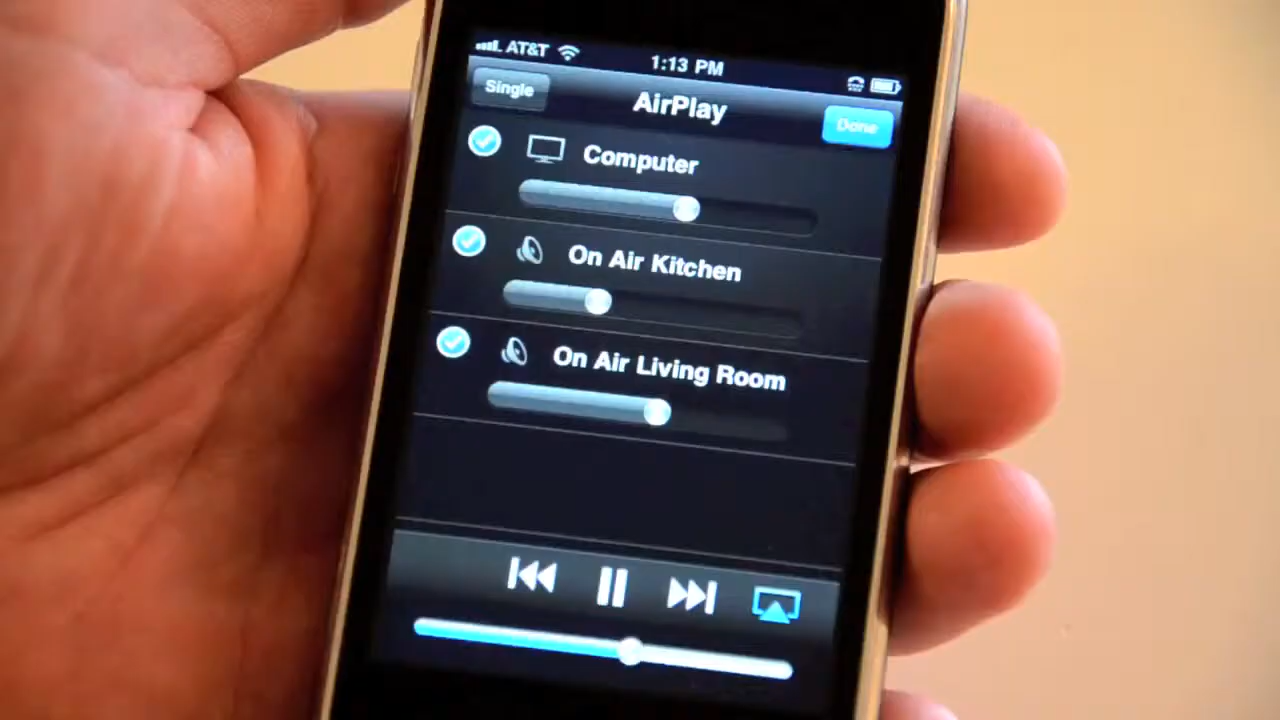 AT&T 1:13 PM
Single AirPlay Done
Computer
On Air Kitchen
On Air Living Room